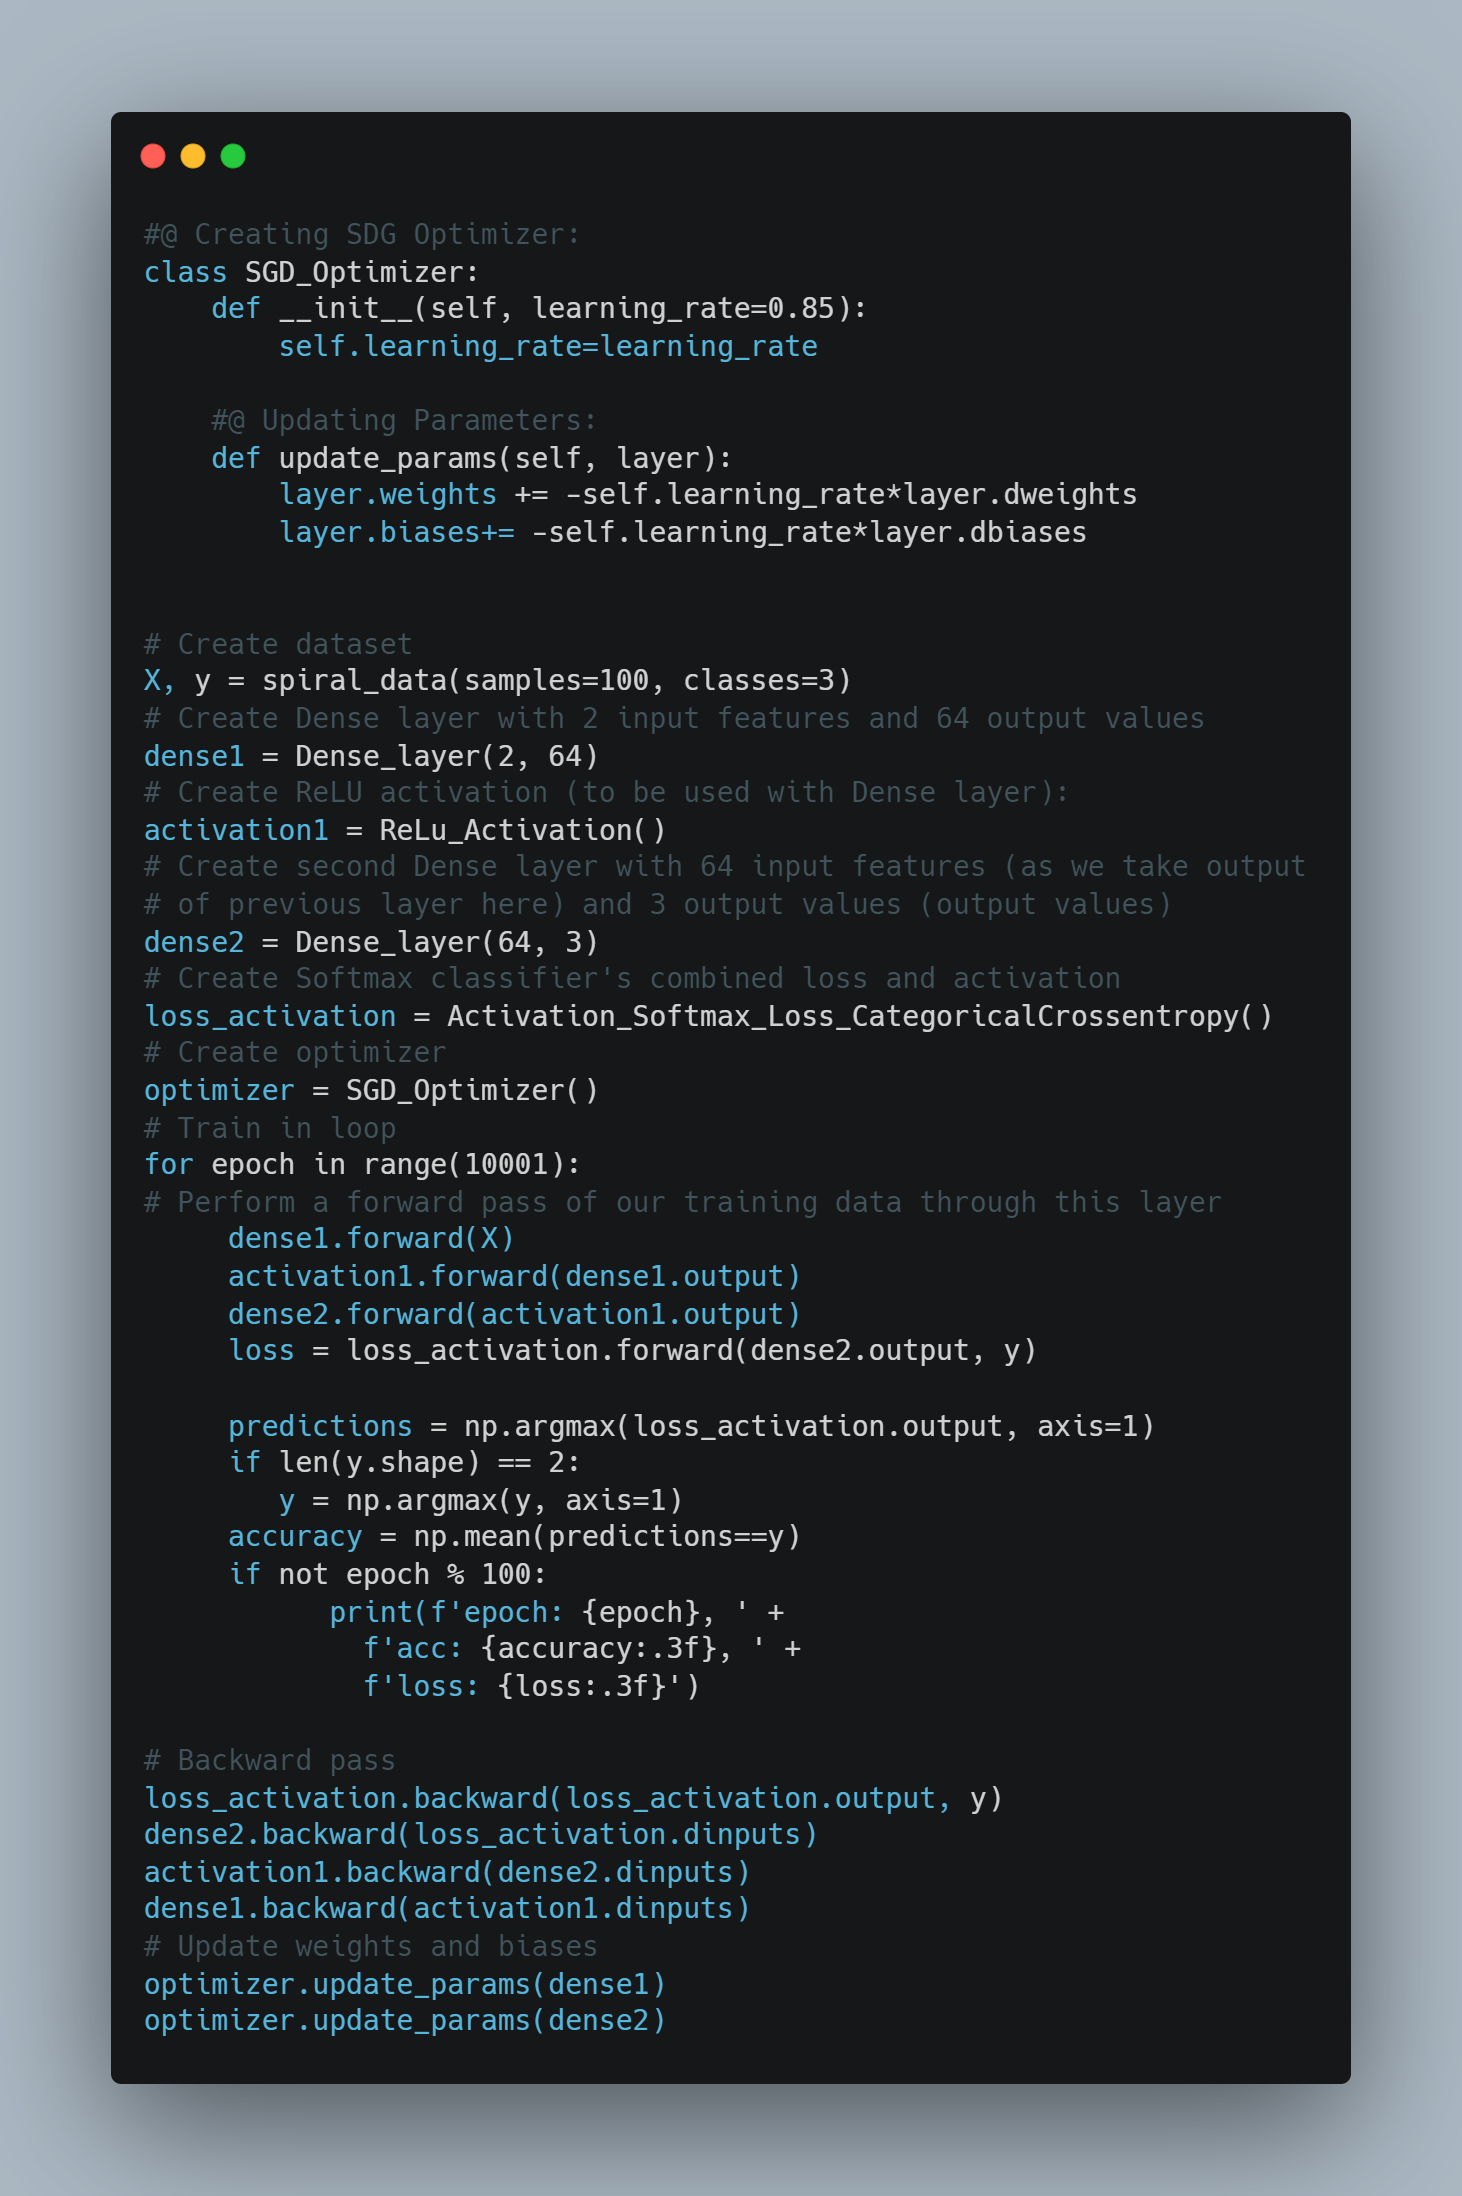 #@ Creating SDG Optimizer:
class SGD_Optimizer:
    def __init__(self, learning_rate=0.85):
        self.learning_rate=learning_rate

    #@ Updating Parameters:
    def update_params(self, layer):
        layer.weights += -self.learning_rate*layer.dweights
        layer.biases+= -self.learning_rate*layer.dbiases


# Create dataset
X, y = spiral_data(samples=100, classes=3)
# Create Dense layer with 2 input features and 64 output values
dense1 = Dense_layer(2, 64)
# Create ReLU activation (to be used with Dense layer):
activation1 = ReLu_Activation()
# Create second Dense layer with 64 input features (as we take output
# of previous layer here) and 3 output values (output values)
dense2 = Dense_layer(64, 3)
# Create Softmax classifier's combined loss and activation
loss_activation = Activation_Softmax_Loss_CategoricalCrossentropy()
# Create optimizer
optimizer = SGD_Optimizer()
# Train in loop
for epoch in range(10001):
# Perform a forward pass of our training data through this layer
     dense1.forward(X)
     activation1.forward(dense1.output)
     dense2.forward(activation1.output)
     loss = loss_activation.forward(dense2.output, y)

     predictions = np.argmax(loss_activation.output, axis=1)
     if len(y.shape) == 2:
        y = np.argmax(y, axis=1)
     accuracy = np.mean(predictions==y)
     if not epoch % 100:
           print(f'epoch: {epoch}, ' +
             f'acc: {accuracy:.3f}, ' +
             f'loss: {loss:.3f}')

# Backward pass
loss_activation.backward(loss_activation.output, y)
dense2.backward(loss_activation.dinputs)
activation1.backward(dense2.dinputs)
dense1.backward(activation1.dinputs)
# Update weights and biases
optimizer.update_params(dense1)
optimizer.update_params(dense2)